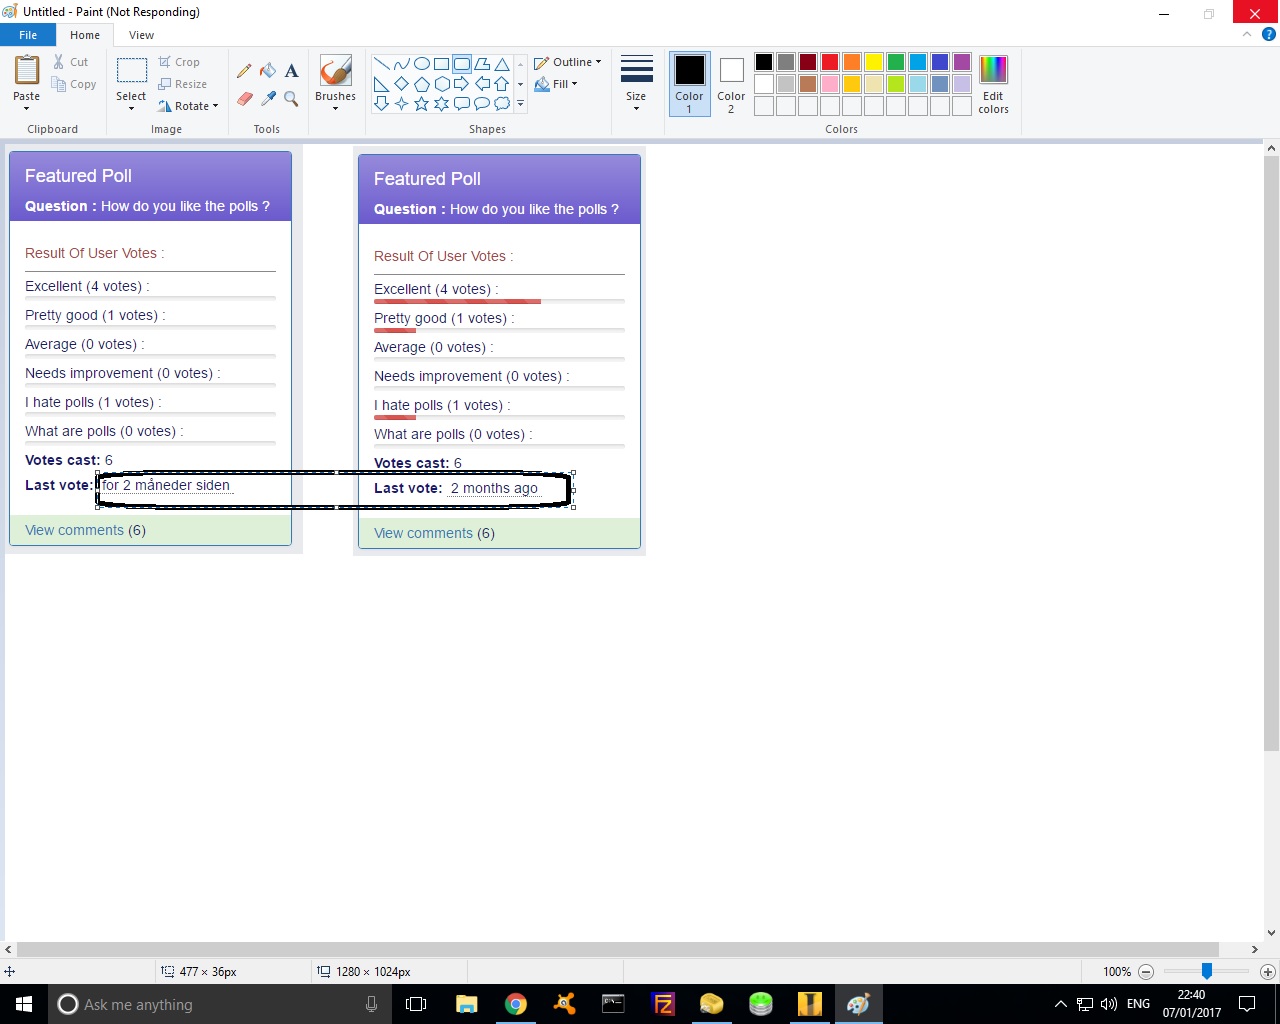 Untitled - Paint (Not Responding)
File Home View
Paste
Cut
Copy
Clipboard
Select
Crop
Resize
Rotate
Image
A
Tools
Brushes
Outline
Fill
Shapes
Size
Color 1
Color 2
Edit colors
Colors
Featured Poll
Question : How do you like the polls ?
Result Of User Votes :
Excellent (4 votes) :
Pretty good (1 votes) :
Average (0 votes) :
Needs improvement (0 votes) :
I hate polls (1 votes) :
What are polls (0 votes) :
Votes cast: 6
Last vote: for 2 måneder siden
View comments (6)
Featured Poll
Question : How do you like the polls ?
Result Of User Votes :
Excellent (4 votes) :
Pretty good (1 votes) :
Average (0 votes) :
Needs improvement (0 votes) :
I hate polls (1 votes) :
What are polls (0 votes) :
Votes cast: 6
Last vote: 2 months ago
View comments (6)
477 × 36px
1280 × 1024px
100%
Ask me anything
ENG
22:40
07/01/2017